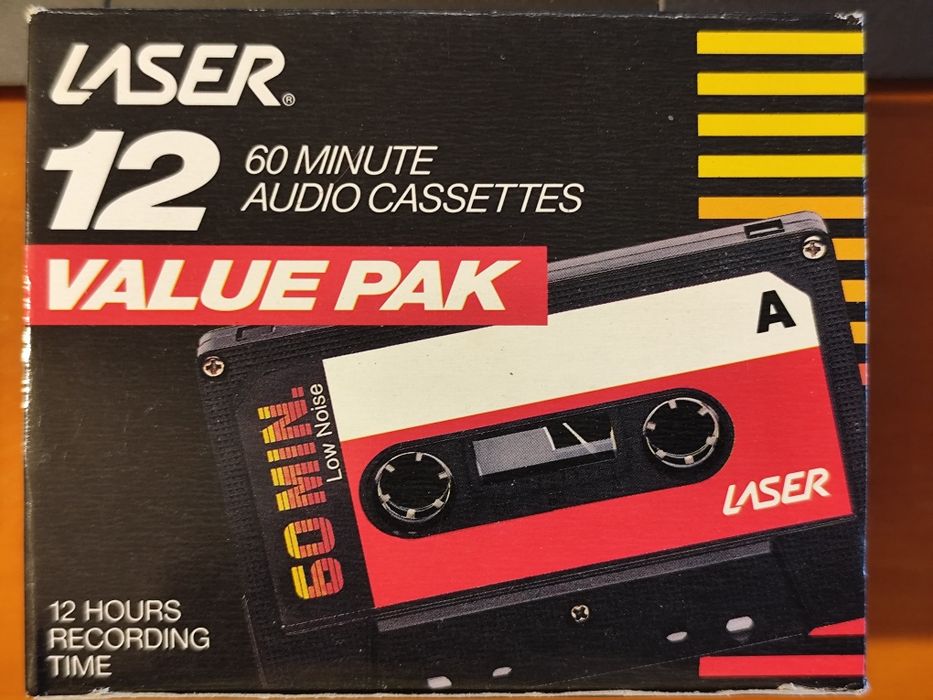 LASER®
12
60 MINUTE
AUDIO CASSETTES
VALUE PAK
A
60 MIN.
Low Noise
LASER
12 HOURS
RECORDING
TIME